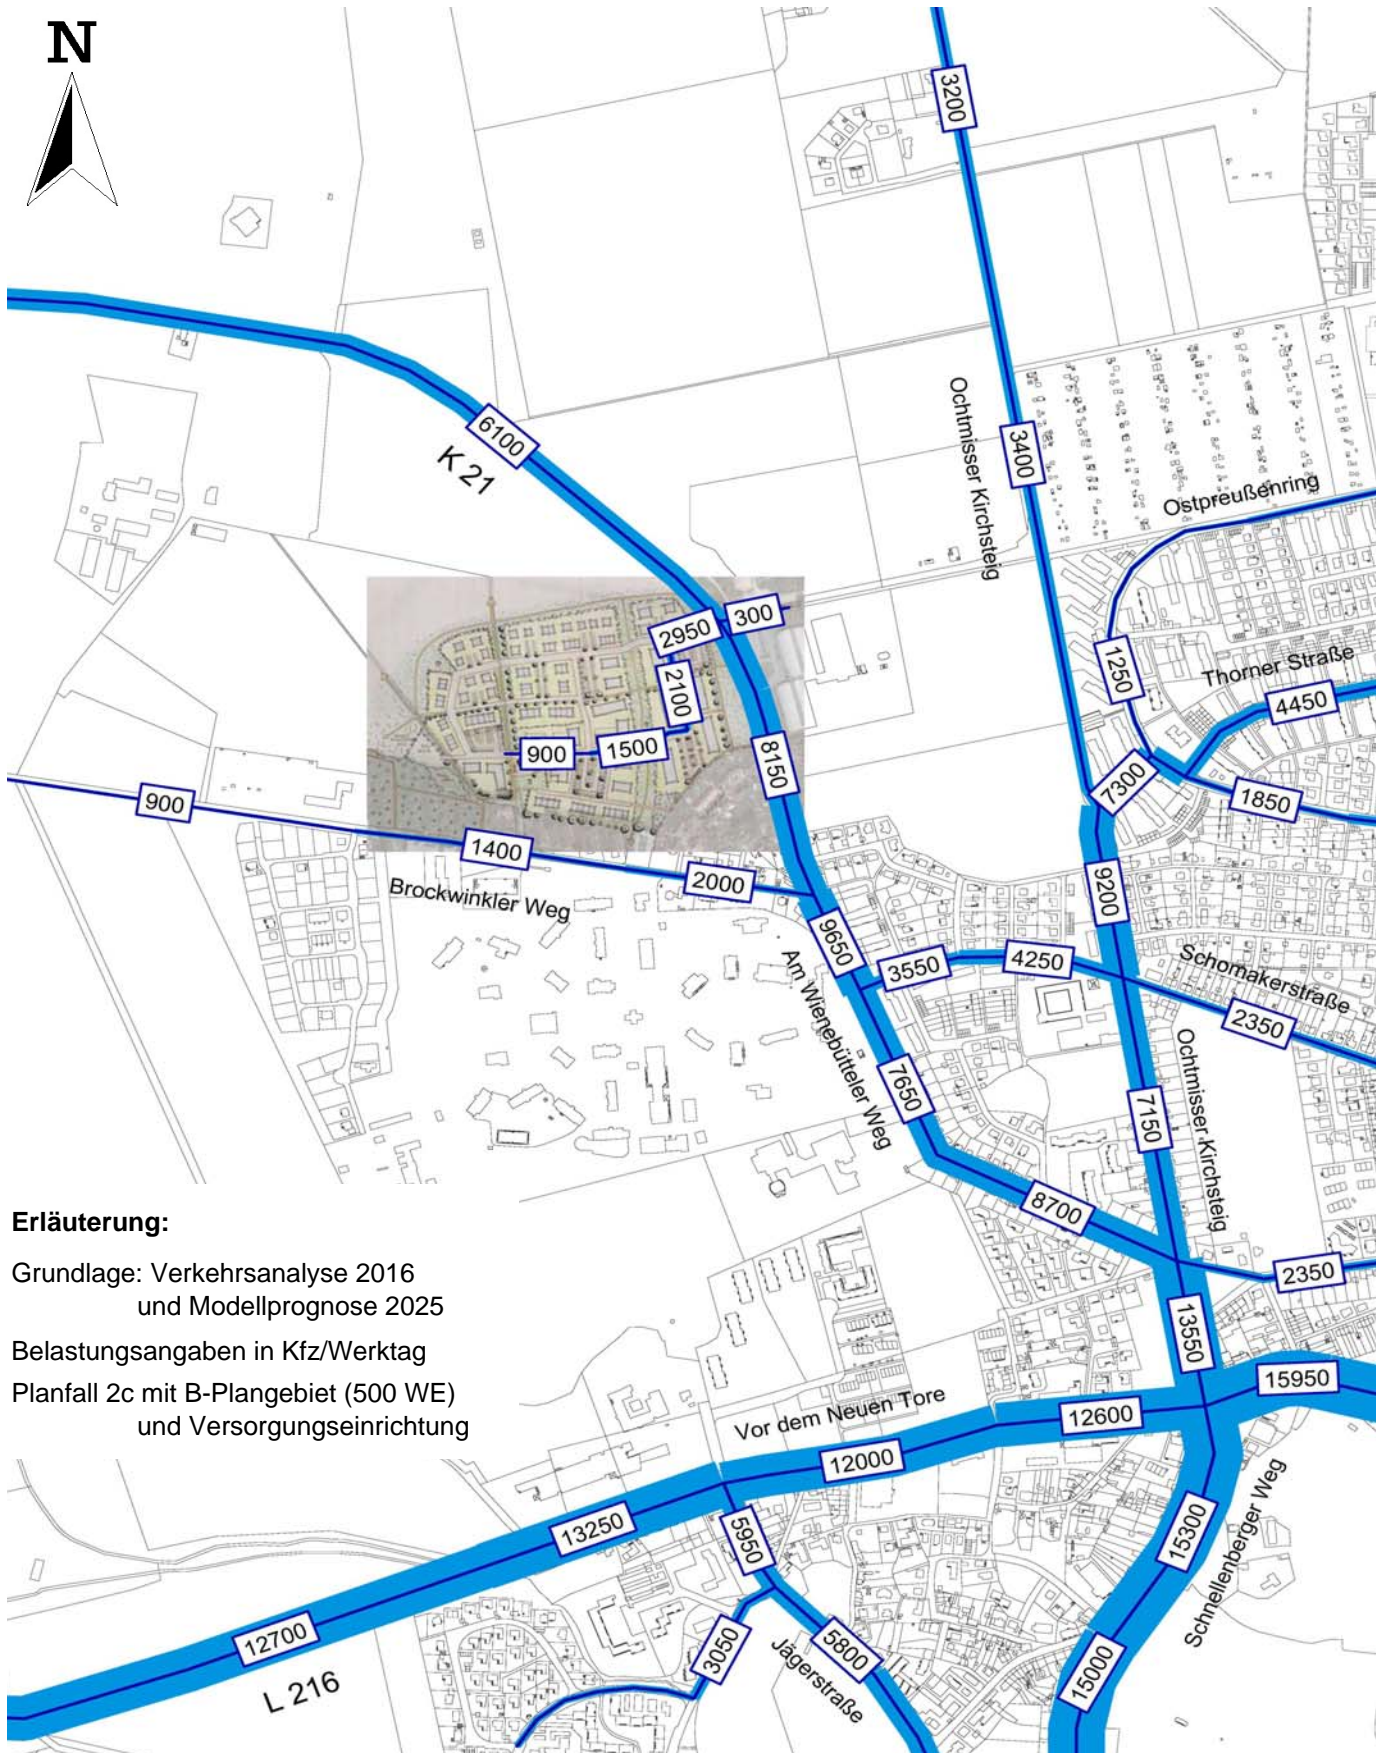 N
3200
6100
K 21
Ochtmisser Kirchsteig
3400
Ostpreußenring
2950
300
2100
900
1500
8150
1250
Thorner Straße
4450
7300
1850
900
1400
2000
Brockwinkler Weg
9200
9650
3550
4250
Schomakerstraße
2350
Am Wienebütteler Weg
7650
7150
Ochtmisser Kirchsteig
8700
2350
13550
Erläuterung:
Grundlage: Verkehrsanalyse 2016
und Modellprognose 2025
Belastungsangaben in Kfz/Werktag
Planfall 2c mit B-Plangebiet (500 WE)
und Versorgungseinrichtung
15950
Vor dem Neuen Tore
12600
12000
13250
5950
15300
Schnellenberger Weg
12700
L 216
3050
Jägerstraße
5800
15000